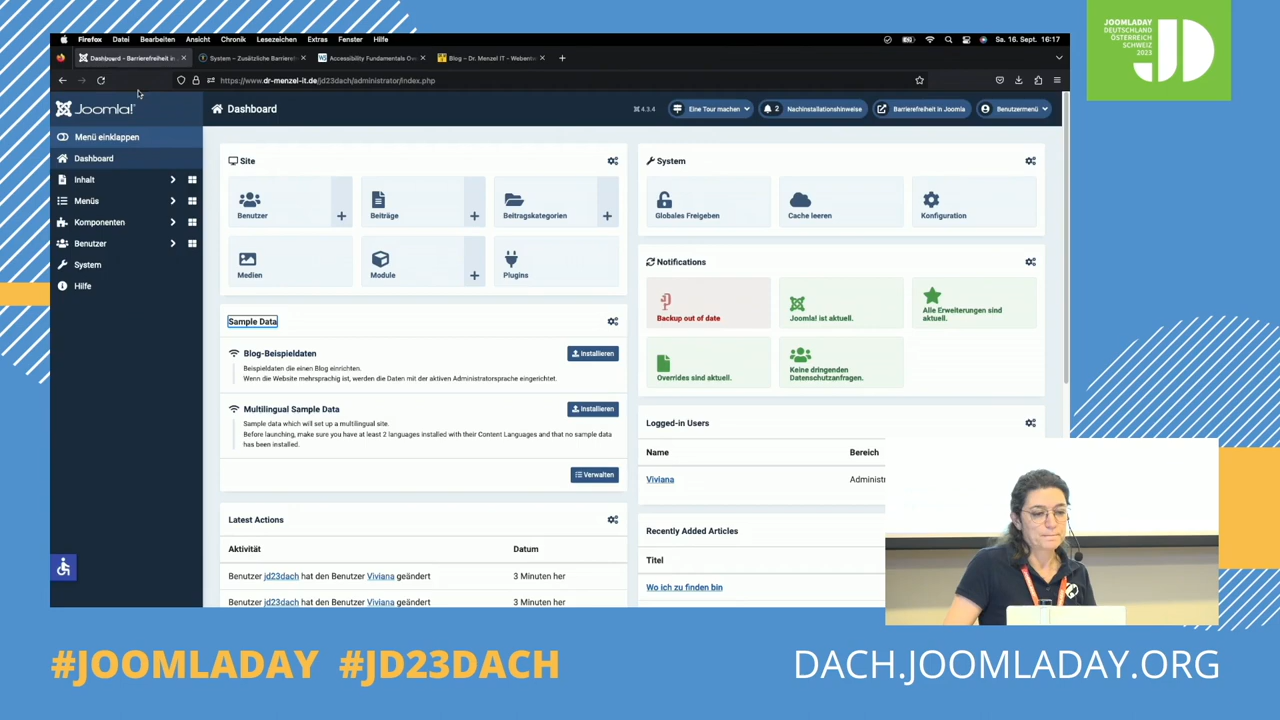 JOOMLADAY
DEUTSCHLAND
ÖSTERREICH
SCHWEIZ
2023
JD
Firefox Datei Bearbeiten Ansicht Chronik Lesezeichen Extras Fenster Hilfe
Sa. 16. Sept. 16:17
Dashboard - Barrierefreiheit in
System – Zusätzliche Barrieref
Accessibility Fundamentals Ov
Blog – Dr. Menzel IT - Webent
https://www.dr-menzel-it.de/jd23dach/administrator/index.php
Joomla!
Dashboard
4.3.4
Eine Tour machen
2 Nachinstallationshinweise
Barrierefreiheit in Joomla
Benutzermenü
Menü einklappen
Dashboard
Inhalt
Menüs
Komponenten
Benutzer
System
Hilfe
Site
Benutzer +
Beiträge +
Beitragskategorien +
Medien
Module +
Plugins
Sample Data
Blog-Beispieldaten
Installieren
Beispieldaten die einen Blog einrichten.
Wenn die Website mehrsprachig ist, werden die Daten mit der aktiven Administratorsprache eingerichtet.
Multilingual Sample Data
Installieren
Sample data which will set up a multilingual site.
Before launching, make sure you have at least 2 languages installed with their Content Languages and that no sample data
has been installed.
Verwalten
Latest Actions
Aktivität Datum
Benutzer jd23dach hat den Benutzer Viviana geändert 3 Minuten her
Benutzer jd23dach hat den Benutzer Viviana geändert 3 Minuten her
System
Globales Freigeben
Cache leeren
Konfiguration
Notifications
Backup out of date
Joomla! ist aktuell.
Alle Erweiterungen sind
aktuell.
Overrides sind aktuell.
Keine dringenden
Datenschutzanfragen.
Logged-in Users
Name Bereich
Viviana Administr
Recently Added Articles
Titel
Wo ich zu finden bin
#JOOMLADAY #JD23DACH
DACH.JOOMLADAY.ORG